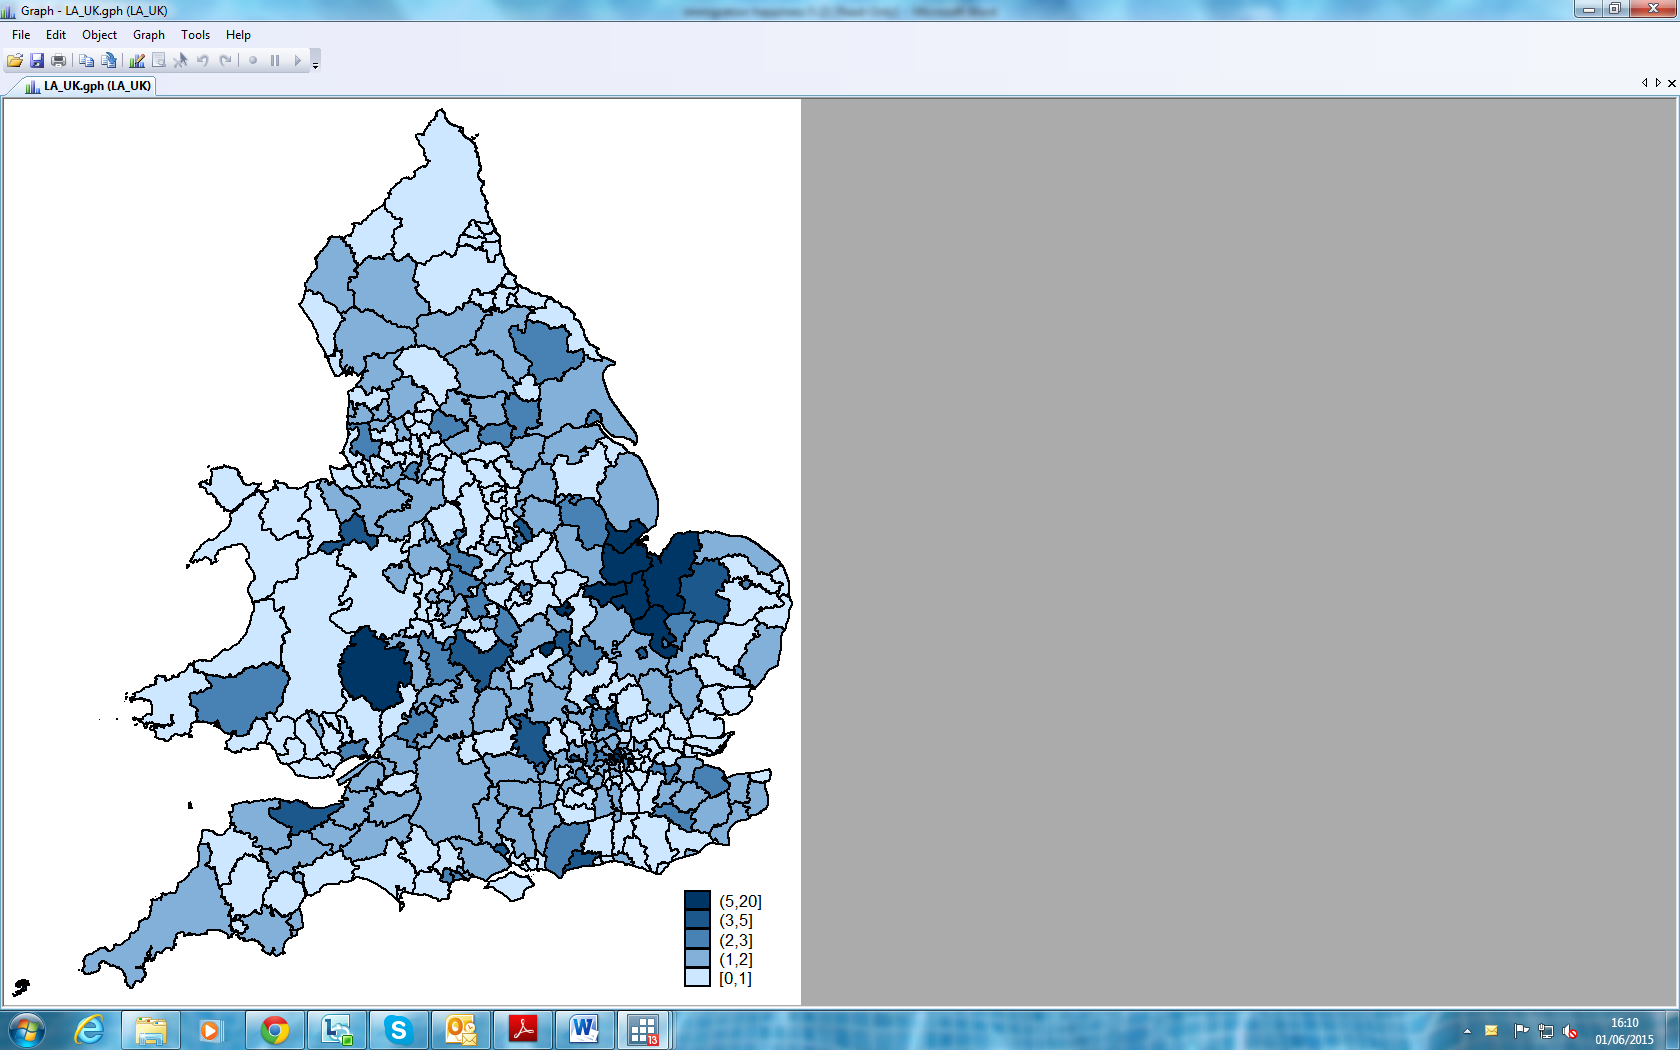 Graph - LA_UK.gph (LA_UK)
File Edit Object Graph Tools Help
LA_UK.gph (LA_UK)
(5,20]
(3,5]
(2,3]
(1,2]
[0,1]
13
16:10
01/06/2015